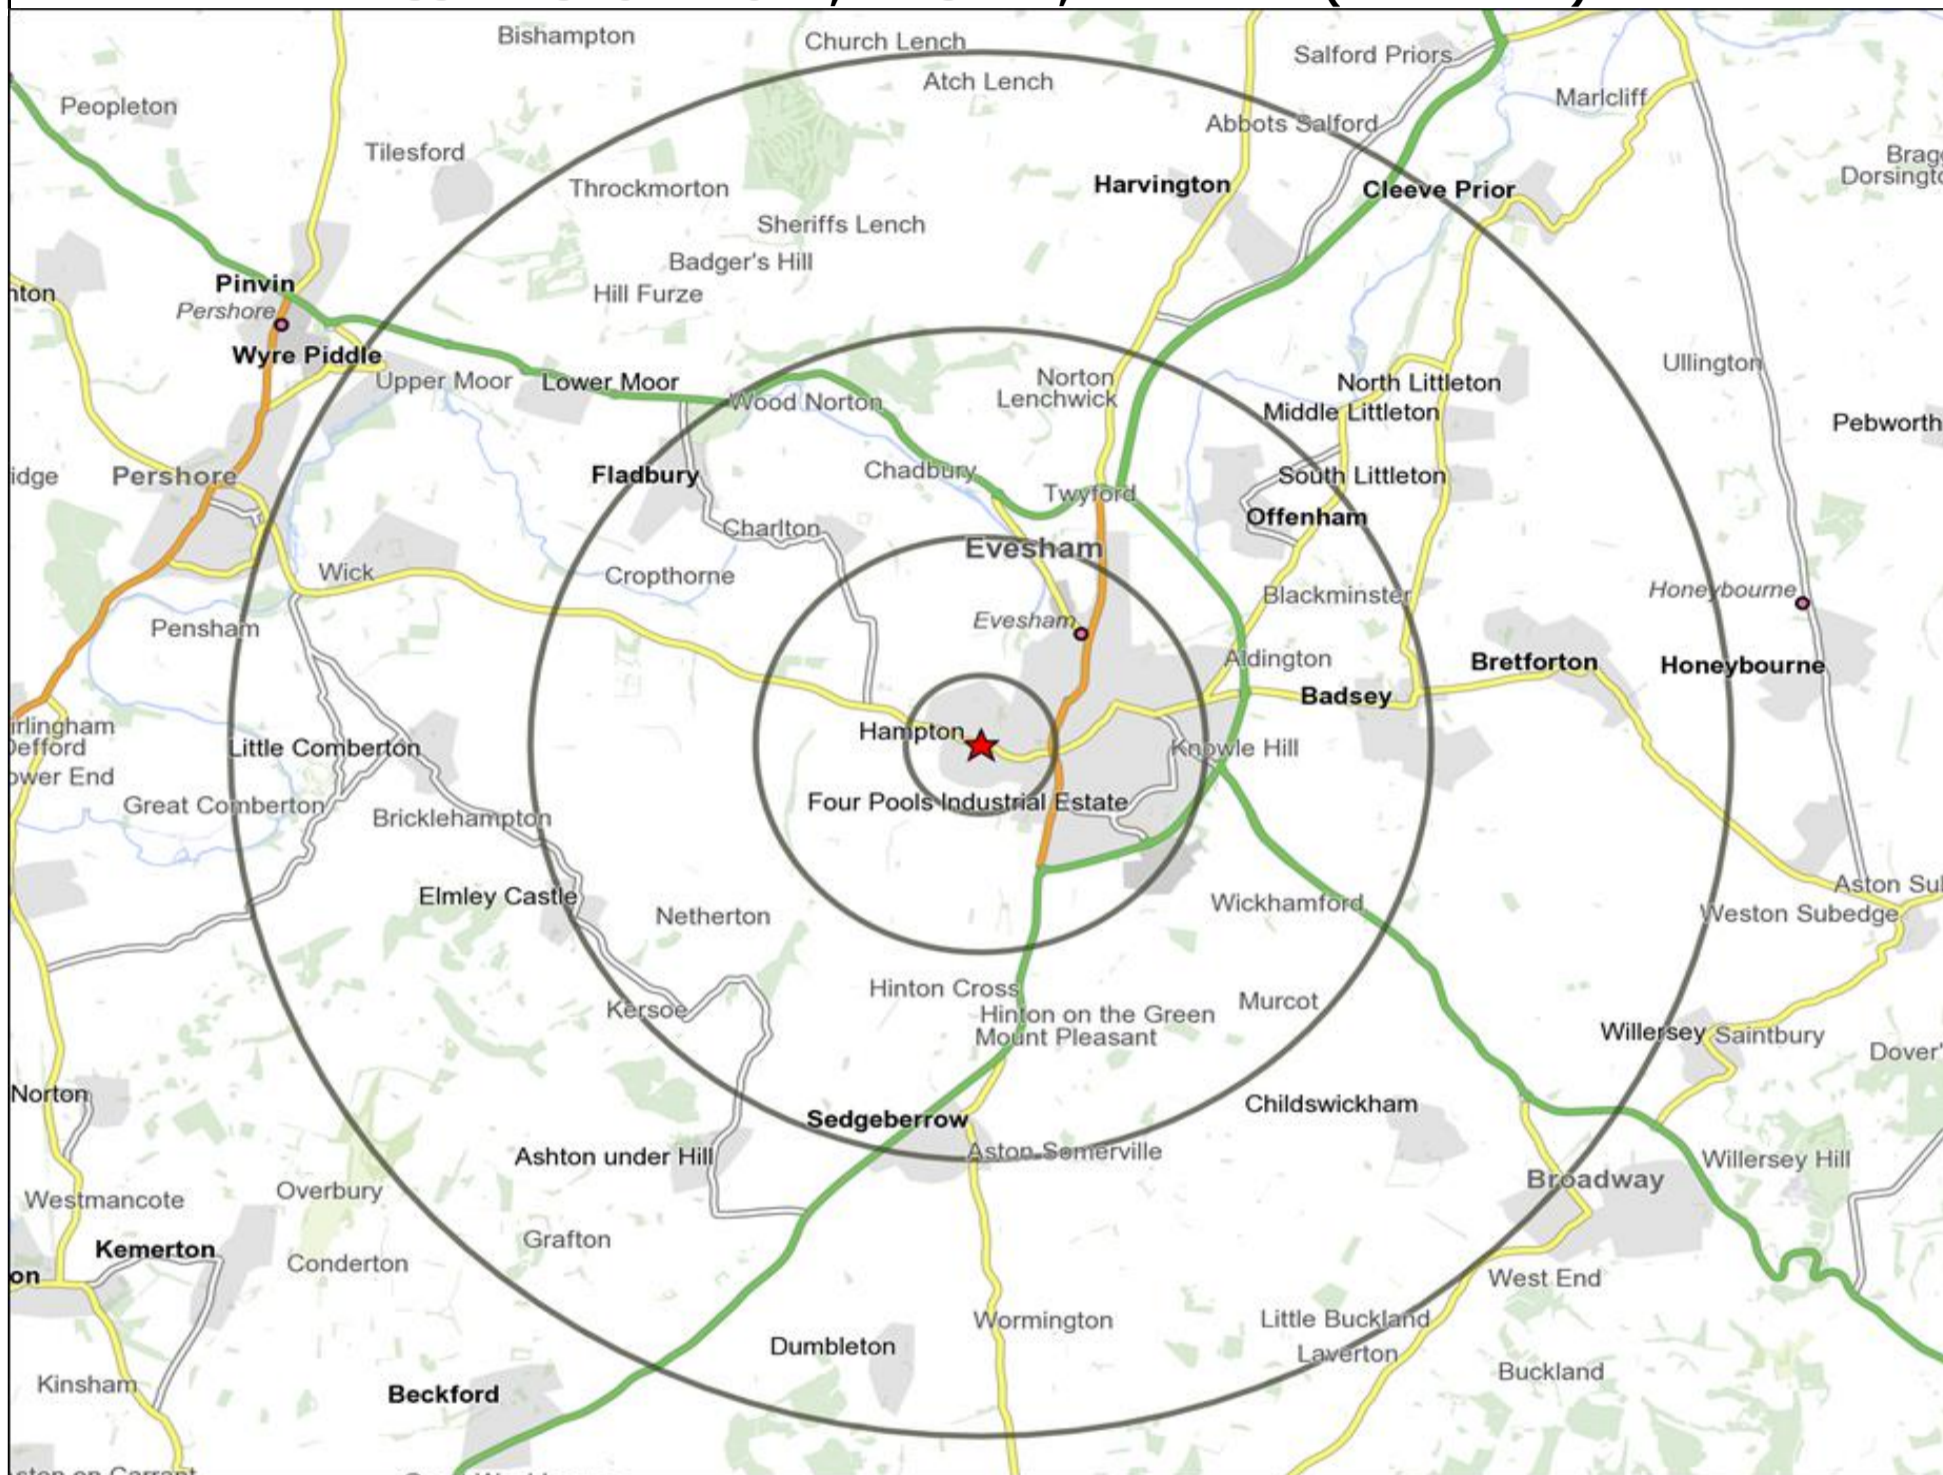 Bishampton
Church Lench
Salford Priors
Atch Lench
Peopleton
Marlcliff
Abbots Salford
Tilesford
Throckmorton
Harvington
Cleeve Prior
Sheriffs Lench
Badger's Hill
Pinvin
Hill Furze
Pershore
Wyre Piddle
Upper Moor
Lower Moor
Wood Norton
Norton
Lenchwick
North Littleton
Ullington
Middle Littleton
Pebworth
Pershore
Fladbury
Chadbury
South Littleton
Twyford
Offenham
Charlton
Evesham
Wick
Cropthorne
Blackminster
Honeybourne
Pensham
Evesham
Aldington
Bretforton
Honeybourne
Badsey
Hampton
Little Comberton
Knowle Hill
Great Comberton
Four Pools Industrial Estate
Bricklehampton
Elmley Castle
Netherton
Wickhamford
Aston Su
Weston Subedge
Hinton Cross
Kersoe
Hinton on the Green
Murcot
Mount Pleasant
Willersey
Saintbury
Dover'
Norton
Childswickham
Sedgeberrow
Ashton under Hill
Aston Somerville
Willersey Hill
Broadway
Westmancote
Overbury
Kemerton
Grafton
Conderton
on
West End
Wormington
Little Buckland
Dumbleton
Laverton
Buckland
Kinsham
Beckford